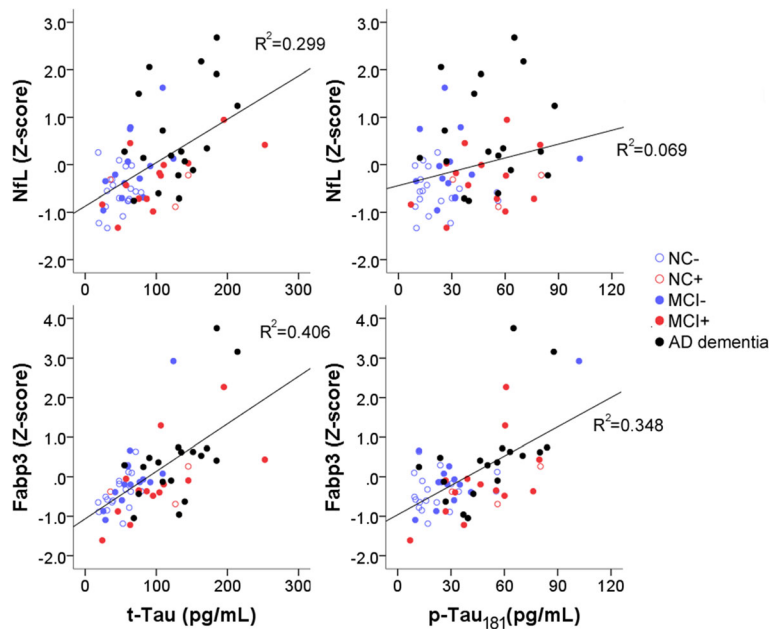 3.0
2.0
1.0
.0
-1.0
-2.0
NfL (Z-score)
R²=0.299
0 100 200 300
3.0
2.0
1.0
.0
-1.0
-2.0
NfL (Z-score)
R²=0.069
0 30 60 90 120
NC-
NC+
MCI-
MCI+
AD dementia
4.0
3.0
2.0
1.0
.0
-1.0
-2.0
Fabp3 (Z-score)
R²=0.406
0 100 200 300
t-Tau (pg/mL)
4.0
3.0
2.0
1.0
.0
-1.0
-2.0
Fabp3 (Z-score)
R²=0.348
0 30 60 90 120
p-Tau₁₈₁(pg/mL)